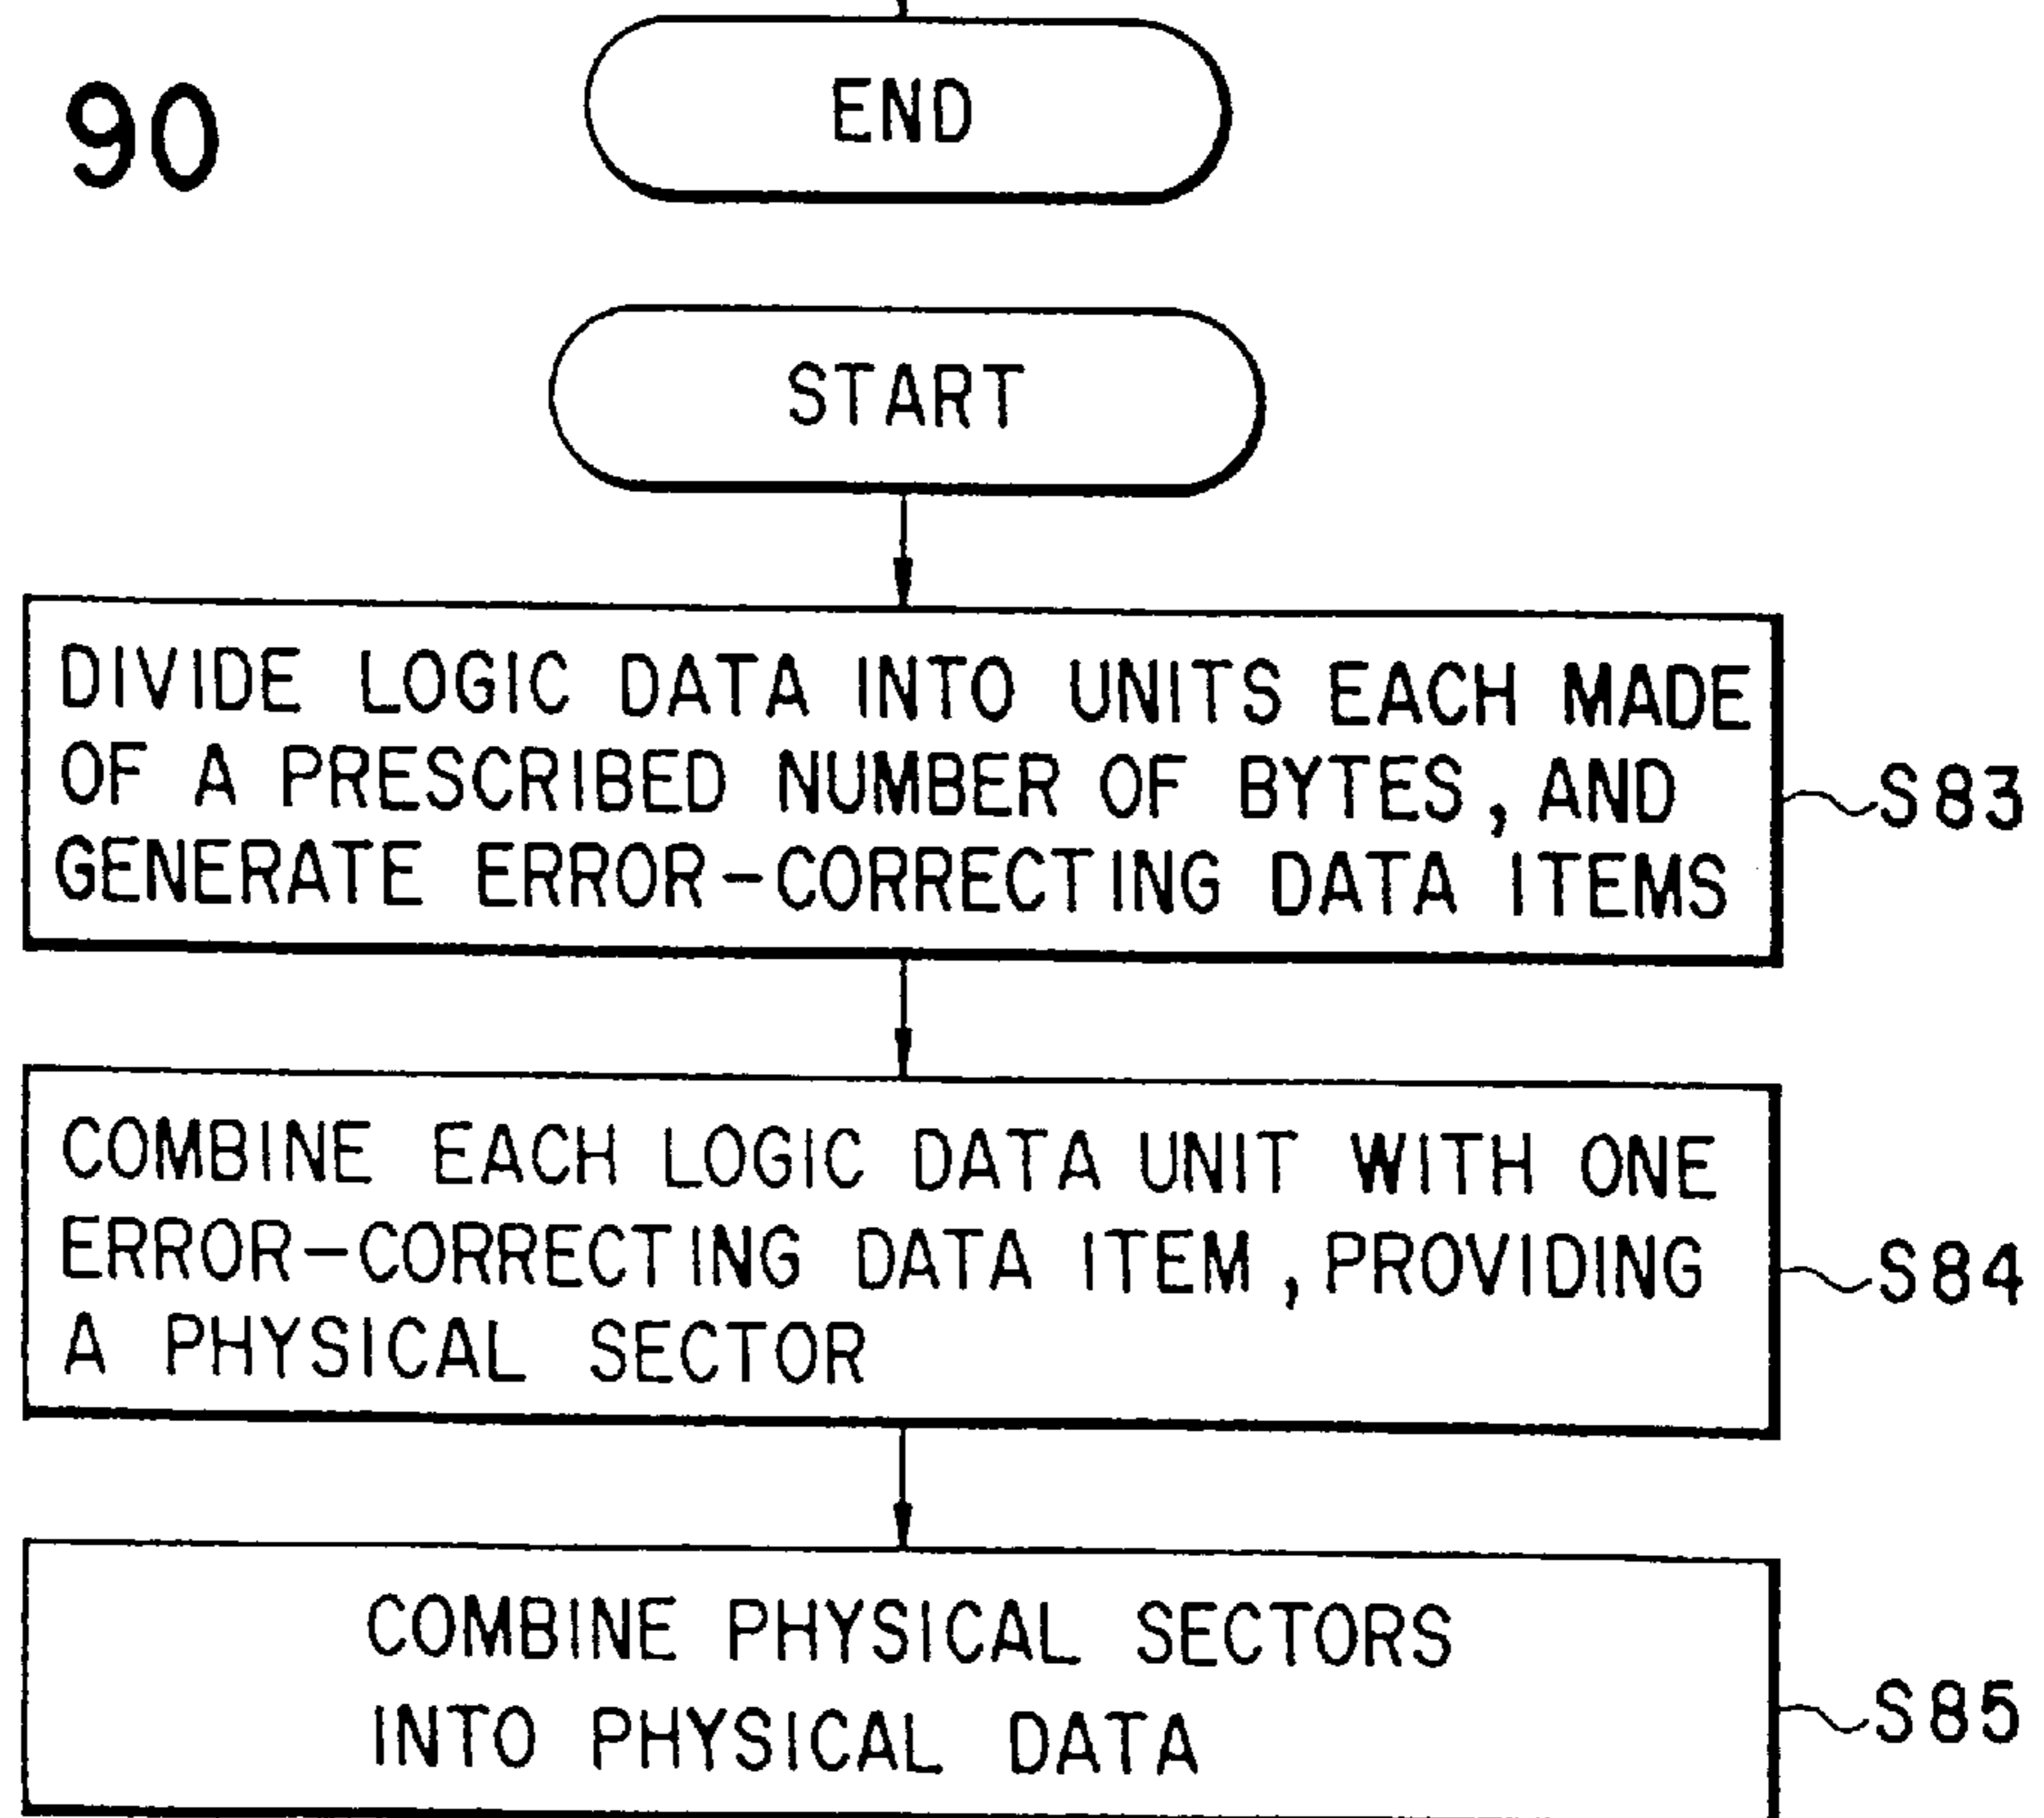 END
90
START
DIVIDE LOGIC DATA INTO UNITS EACH MADE
OF A PRESCRIBED NUMBER OF BYTES, AND
GENERATE ERROR-CORRECTING DATA ITEMS
S83
COMBINE EACH LOGIC DATA UNIT WITH ONE
ERROR-CORRECTING DATA ITEM, PROVIDING
A PHYSICAL SECTOR
S84
COMBINE PHYSICAL SECTORS
INTO PHYSICAL DATA
S85